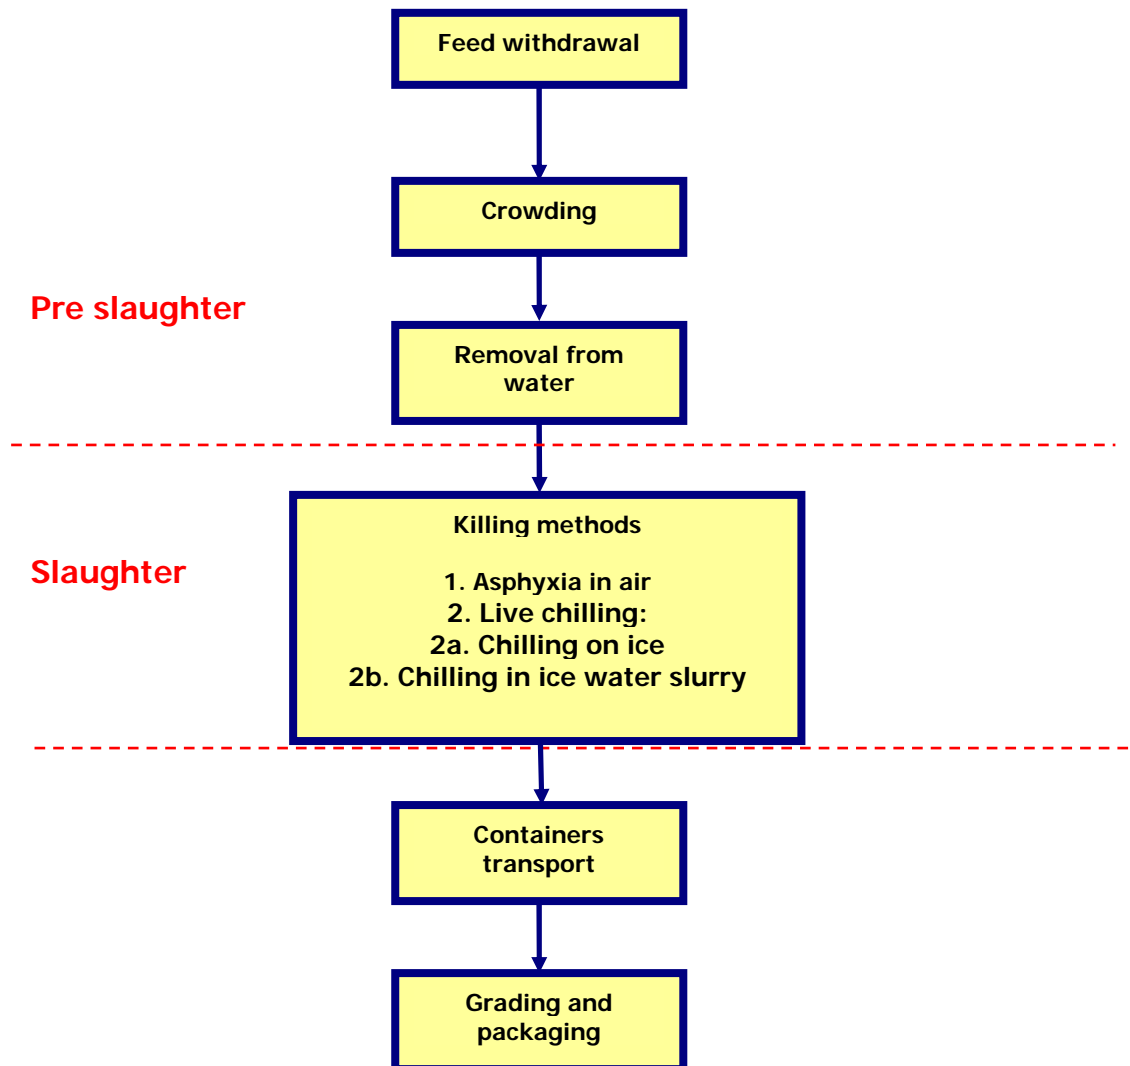 Feed withdrawal
Crowding
Pre slaughter
Removal from
water
Killing methods
Slaughter
1. Asphyxia in air
2. Live chilling:
2a. Chilling on ice
2b. Chilling in ice water slurry
Containers
transport
Grading and
packaging